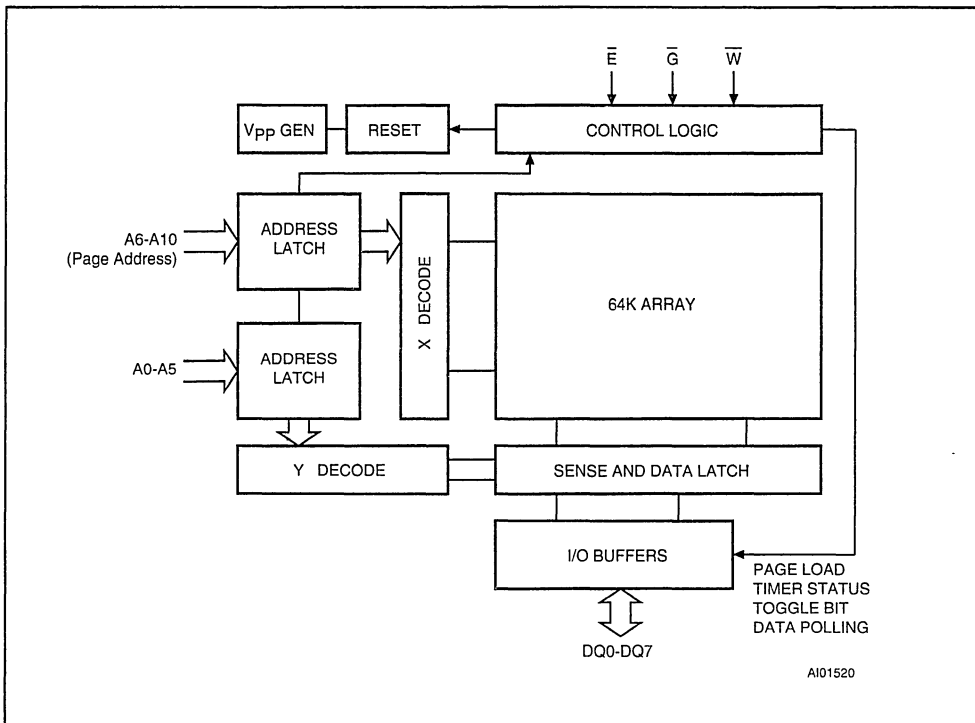 E̅ G̅ W̅
VPP GEN
RESET
CONTROL LOGIC
A6-A10
(Page Address)
ADDRESS
LATCH
X DECODE
64K ARRAY
A0-A5
ADDRESS
LATCH
Y DECODE
SENSE AND DATA LATCH
I/O BUFFERS
PAGE LOAD
TIMER STATUS
TOGGLE BIT
DATA POLLING
DQ0-DQ7
AI01520